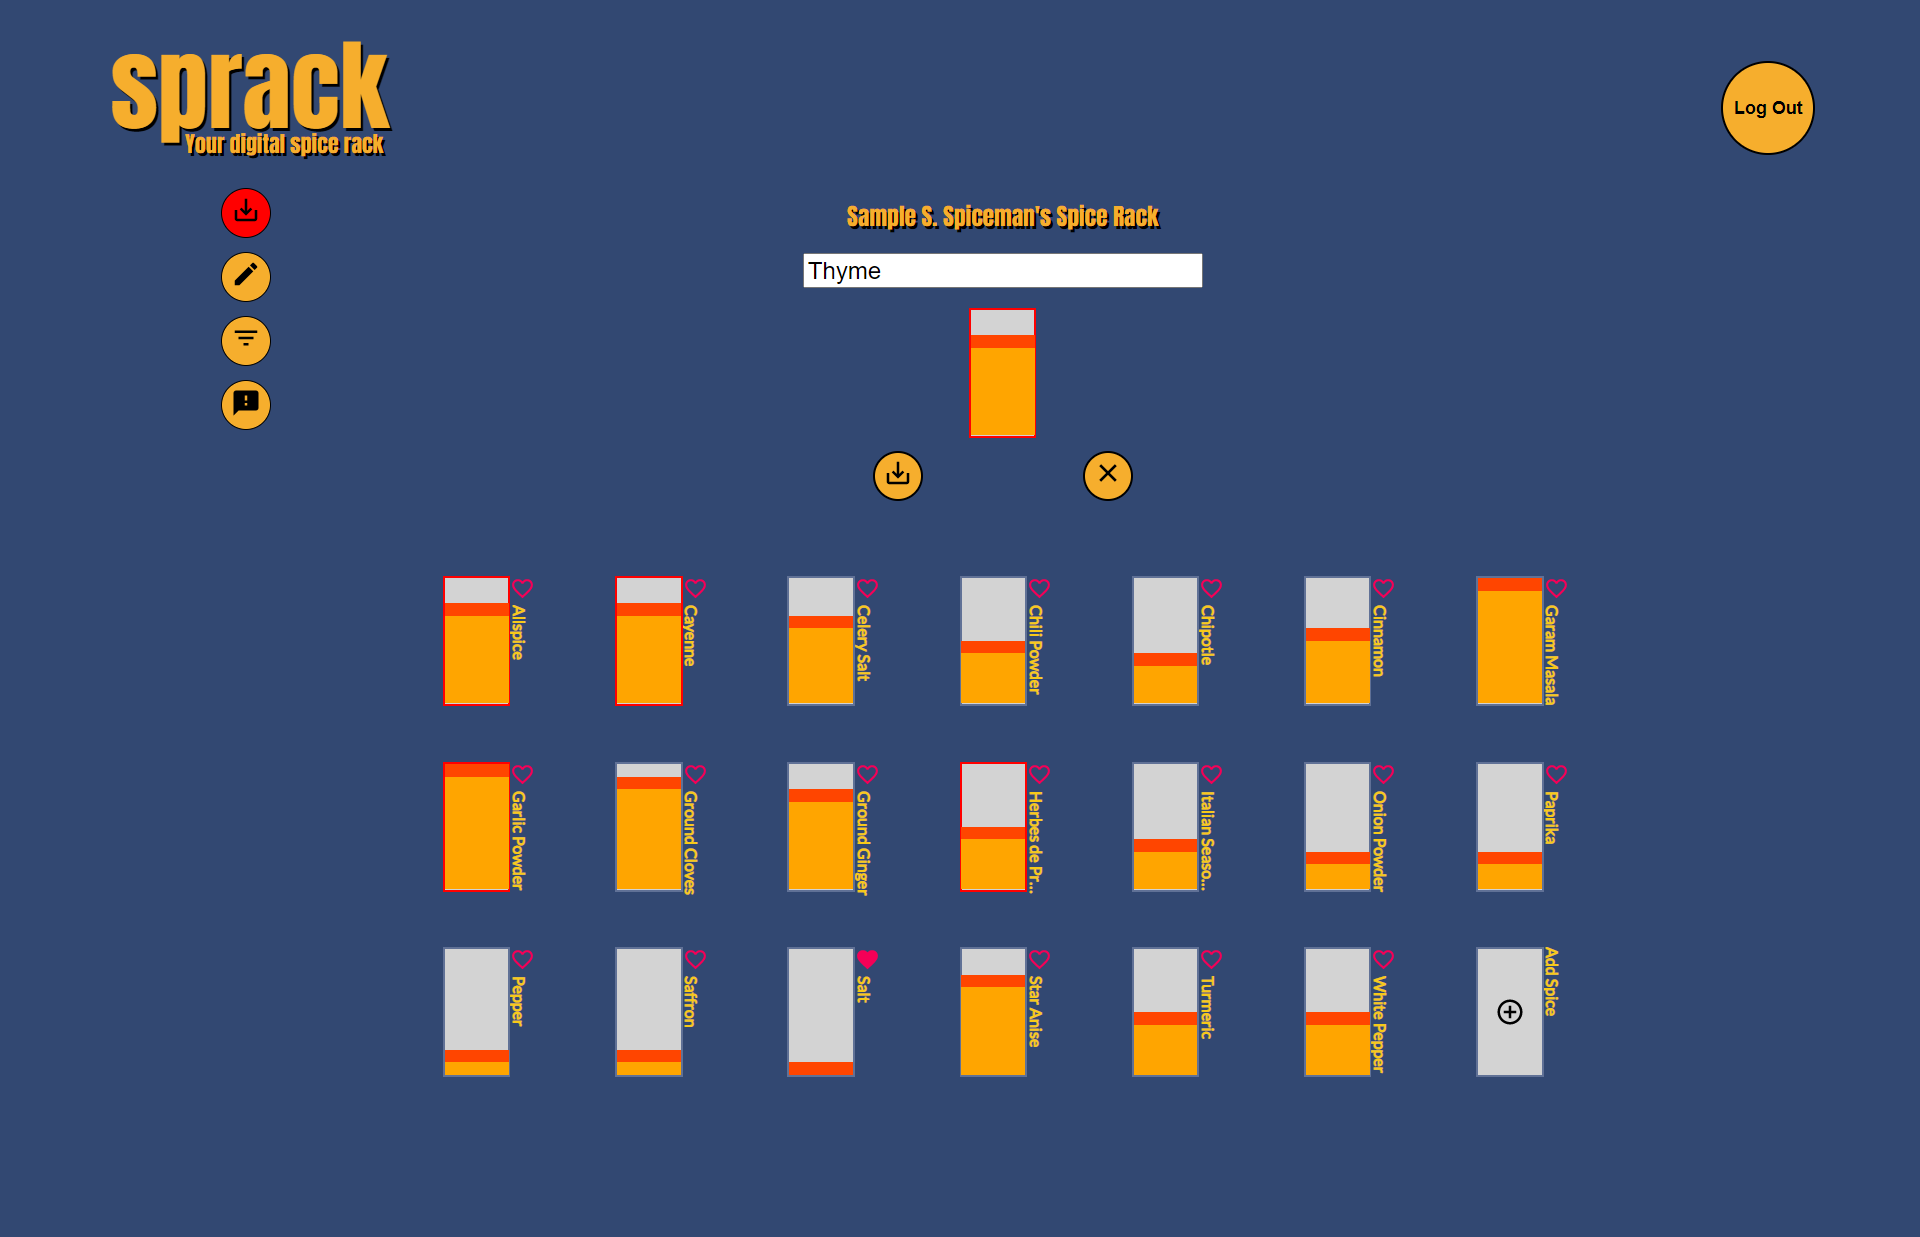 sprack
Your digital spice rack
Log Out
Sample S. Spiceman's Spice Rack
Thyme
Allspice
Cayenne
Celery Salt
Chili Powder
Chipotle
Cinnamon
Garam Masala
Garlic Powder
Ground Cloves
Ground Ginger
Herbes de Pr...
Italian Seaso...
Onion Powder
Paprika
Pepper
Saffron
Salt
Star Anise
Turmeric
White Pepper
Add Spice